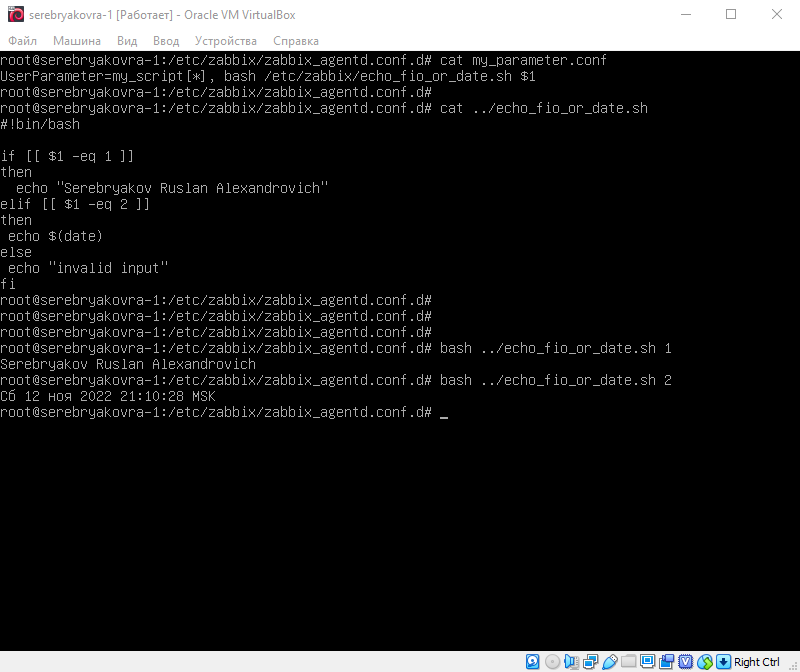 serebryakovra-1 [Работает] - Oracle VM VirtualBox
Файл Машина Вид Ввод Устройства Справка
root@serebryakovra-1:/etc/zabbix/zabbix_agentd.conf.d# cat my_parameter.conf
UserParameter=my_script[*], bash /etc/zabbix/echo_fio_or_date.sh $1
root@serebryakovra-1:/etc/zabbix/zabbix_agentd.conf.d#
root@serebryakovra-1:/etc/zabbix/zabbix_agentd.conf.d# cat ../echo_fio_or_date.sh
#!bin/bash
if [[ $1 -eq 1 ]]
then
echo "Serebryakov Ruslan Alexandrovich"
elif [[ $1 -eq 2 ]]
then
echo $(date)
else
echo "invalid input"
fi
root@serebryakovra-1:/etc/zabbix/zabbix_agentd.conf.d#
root@serebryakovra-1:/etc/zabbix/zabbix_agentd.conf.d#
root@serebryakovra-1:/etc/zabbix/zabbix_agentd.conf.d#
root@serebryakovra-1:/etc/zabbix/zabbix_agentd.conf.d# bash ../echo_fio_or_date.sh 1
Serebryakov Ruslan Alexandrovich
root@serebryakovra-1:/etc/zabbix/zabbix_agentd.conf.d# bash ../echo_fio_or_date.sh 2
Сб 12 ноя 2022 21:10:28 MSK
root@serebryakovra-1:/etc/zabbix/zabbix_agentd.conf.d# _
Right Ctrl